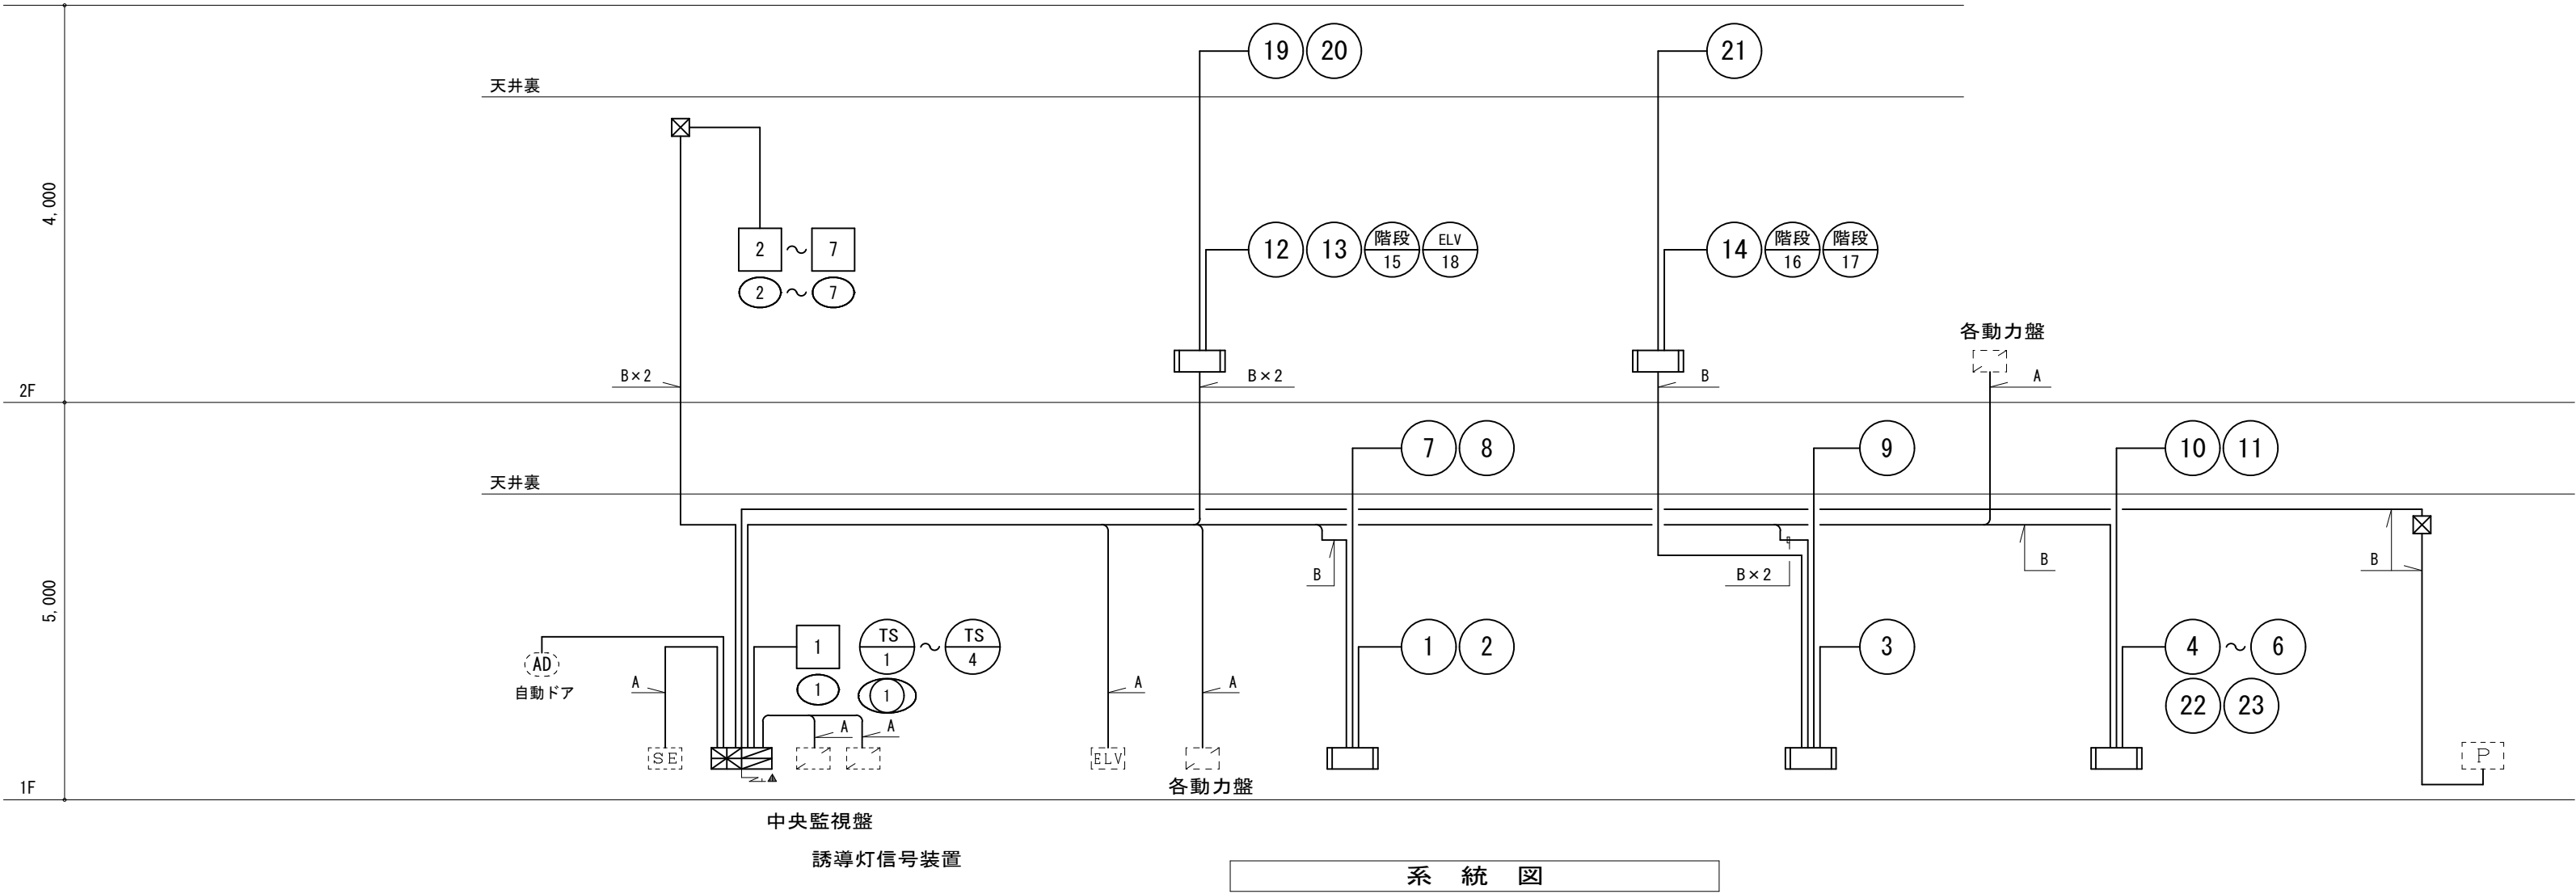 19 20 21
天井裏
4,000
2 ～ 7
2 ～ 7
12 13 階段 15 ELV 18
14 階段 16 階段 17
各動力盤
B×2 B×2 B A
2F
7 8 9 10 11
天井裏
5,000
B B×2 B B
AD
自動ドア
A
1 TS 1 ～ TS 4
1 1
A A
A A
1 2
3
4 ～ 6
22 23
SE
ELV
P
各動力盤
1F
中央監視盤
誘導灯信号装置
系統図